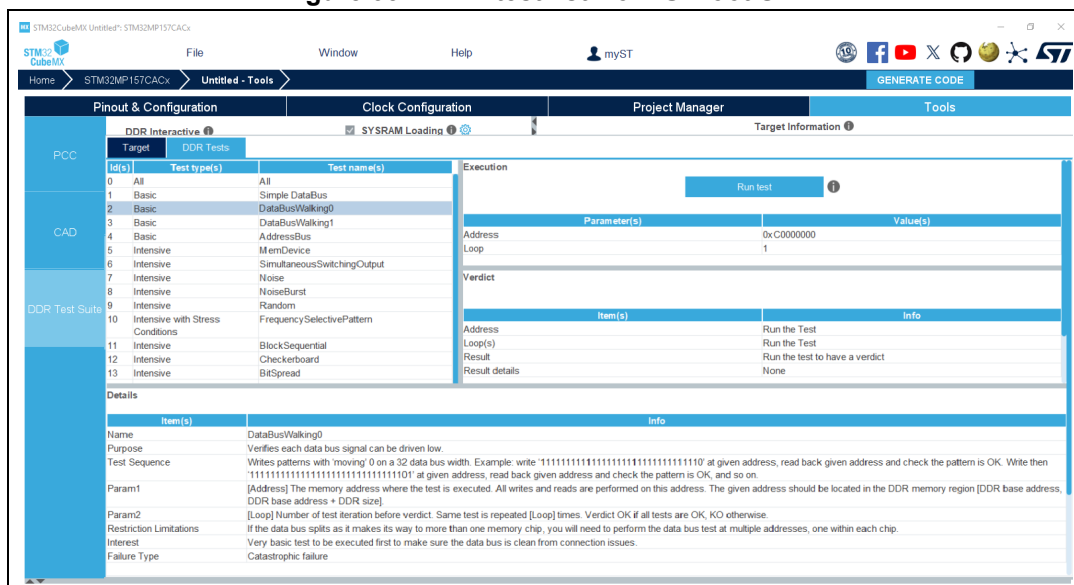 STM32CubeMX Untitled*: STM32MP157CACx
STM32
CubeMX
File
Window
Help
myST
10
Home
STM32MP157CACx
Untitled - Tools
GENERATE CODE
Pinout & Configuration
Clock Configuration
Project Manager
Tools
PCC
CAD
DDR Test Suite
DDR Interactive
SYSRAM Loading
Target Information
Target
DDR Tests
Id(s) Test type(s) Test name(s)
0 All All
1 Basic Simple DataBus
2 Basic DataBusWalking0
3 Basic DataBusWalking1
4 Basic AddressBus
5 Intensive MemDevice
6 Intensive SimultaneousSwitchingOutput
7 Intensive Noise
8 Intensive NoiseBurst
9 Intensive Random
10 Intensive with Stress FrequencySelectivePattern
Conditions
11 Intensive BlockSequential
12 Intensive Checkerboard
13 Intensive BitSpread
Execution
Run test
Parameter(s) Value(s)
Address 0xC0000000
Loop 1
Verdict
Item(s) Info
Address Run the Test
Loop(s) Run the Test
Result Run the test to have a verdict
Result details None
Details
Item(s) Info
Name DataBusWalking0
Purpose Verifies each data bus signal can be driven low.
Test Sequence Writes patterns with 'moving' 0 on a 32 data bus width. Example: write '11111111111111111111111111111110' at given address, read back given address and check the pattern is OK. Write then
'11111111111111111111111111111101' at given address, read back given address and check the pattern is OK, and so on.
Param1 [Address] The memory address where the test is executed. All writes and reads are performed on this address. The given address should be located in the DDR memory region [DDR base address,
DDR base address + DDR size].
Param2 [Loop] Number of test iteration before verdict. Same test is repeated [Loop] times. Verdict OK if all tests are OK, KO otherwise.
Restriction Limitations If the data bus splits as it makes its way to more than one memory chip, you will need to perform the data bus test at multiple addresses, one within each chip.
Interest Very basic test to be executed first to make sure the data bus is clean from connection issues.
Failure Type Catastrophic failure